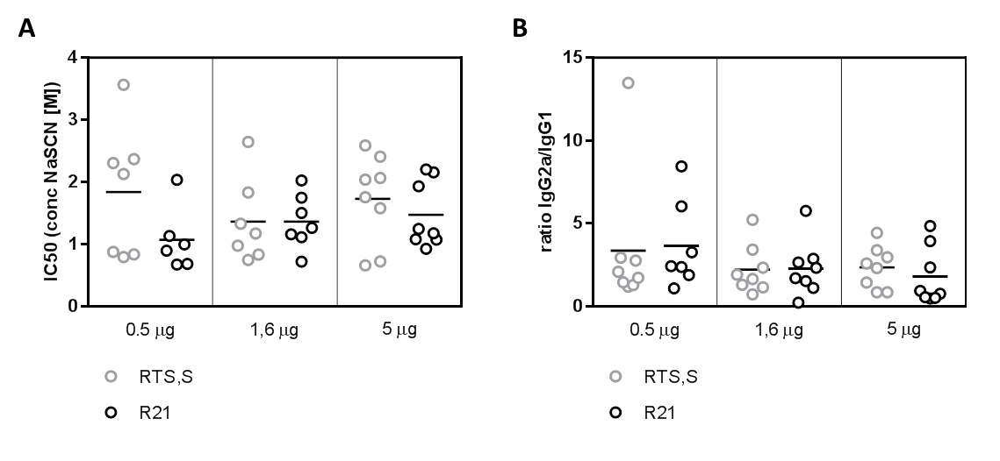 A
IC50 (conc NaSCN [M])
4
3
2
1
0
0.5 μg
1,6 μg
5 μg
RTS,S
R21
B
ratio IgG2a/IgG1
15
10
5
0
0.5 μg
1,6 μg
5 μg
RTS,S
R21